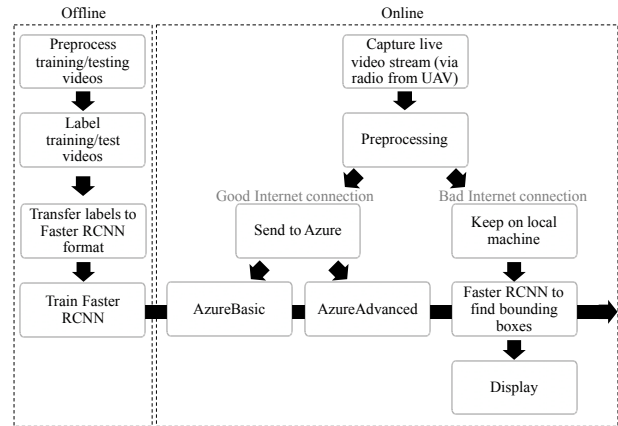 Offline
Preprocess
training/testing
videos
Label
training/test
videos
Transfer labels to
Faster RCNN
format
Train Faster
RCNN
Online
Capture live
video stream (via
radio from UAV)
Preprocessing
Good Internet connection
Bad Internet connection
Send to Azure
Keep on local
machine
AzureBasic
AzureAdvanced
Faster RCNN to
find bounding
boxes
Display